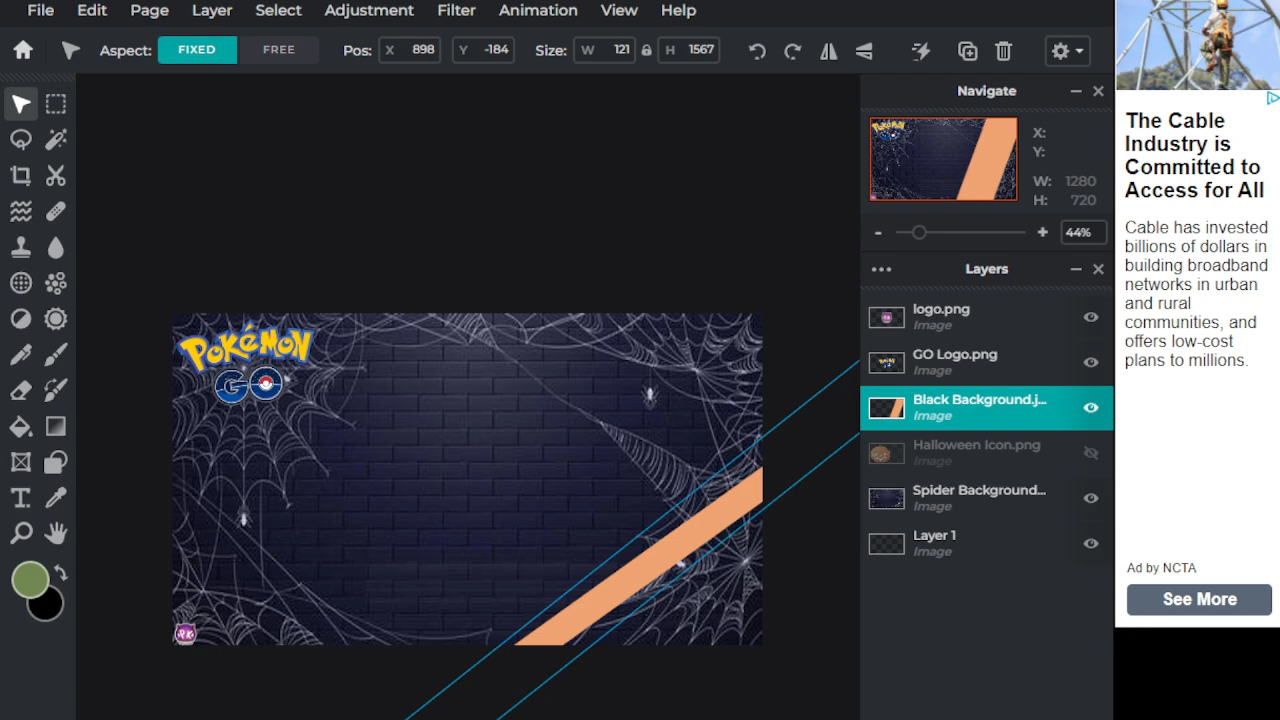 File Edit Page Layer Select Adjustment Filter Animation View Help
Aspect: FIXED FREE Pos: X 898 Y -184 Size: W 121 H 1567
Navigate
X:
Y:
W: 1280
H: 720
- + 44%
Layers
logo.png
Image
GO Logo.png
Image
Black Background.j...
Image
Halloween Icon.png
Image
Spider Background...
Image
Layer 1
Image
POKéMON
GO
The Cable
Industry is
Committed to
Access for All
Cable has invested
billions of dollars in
building broadband
networks in urban
and rural
communities, and
offers low-cost
plans to millions.
Ad by NCTA
See More